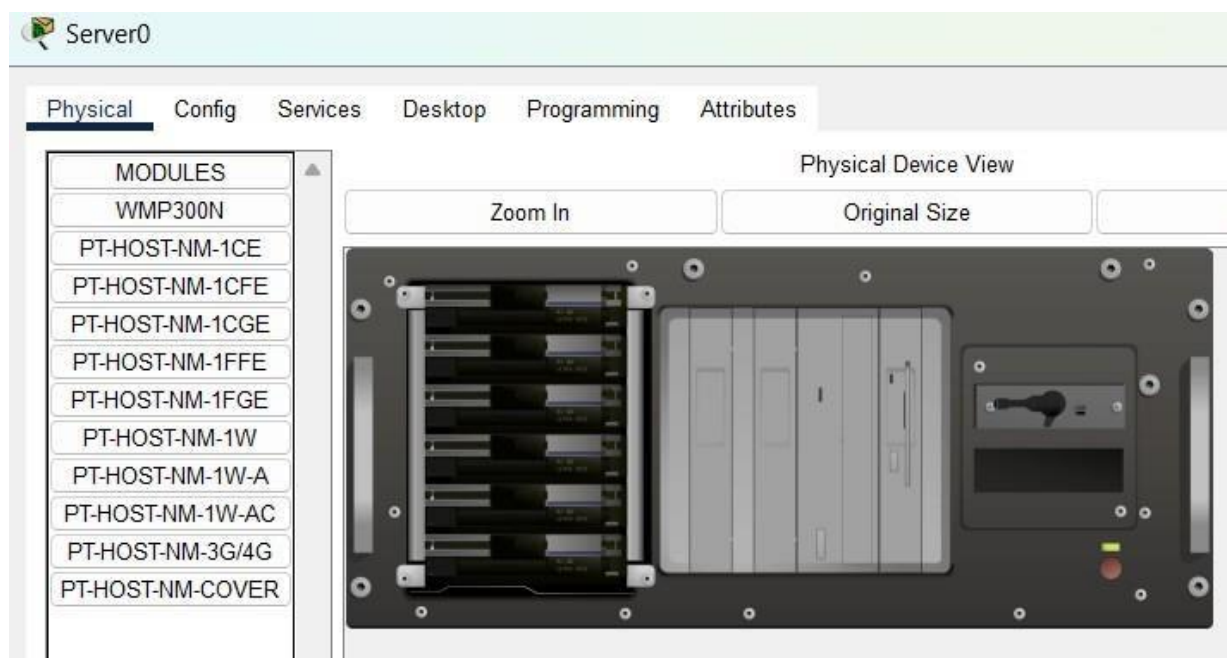 Server0
Physical Config Services Desktop Programming Attributes
MODULES
WMP300N
PT-HOST-NM-1CE
PT-HOST-NM-1CFE
PT-HOST-NM-1CGE
PT-HOST-NM-1FFE
PT-HOST-NM-1FGE
PT-HOST-NM-1W
PT-HOST-NM-1W-A
PT-HOST-NM-1W-AC
PT-HOST-NM-3G/4G
PT-HOST-NM-COVER
Physical Device View
Zoom In Original Size